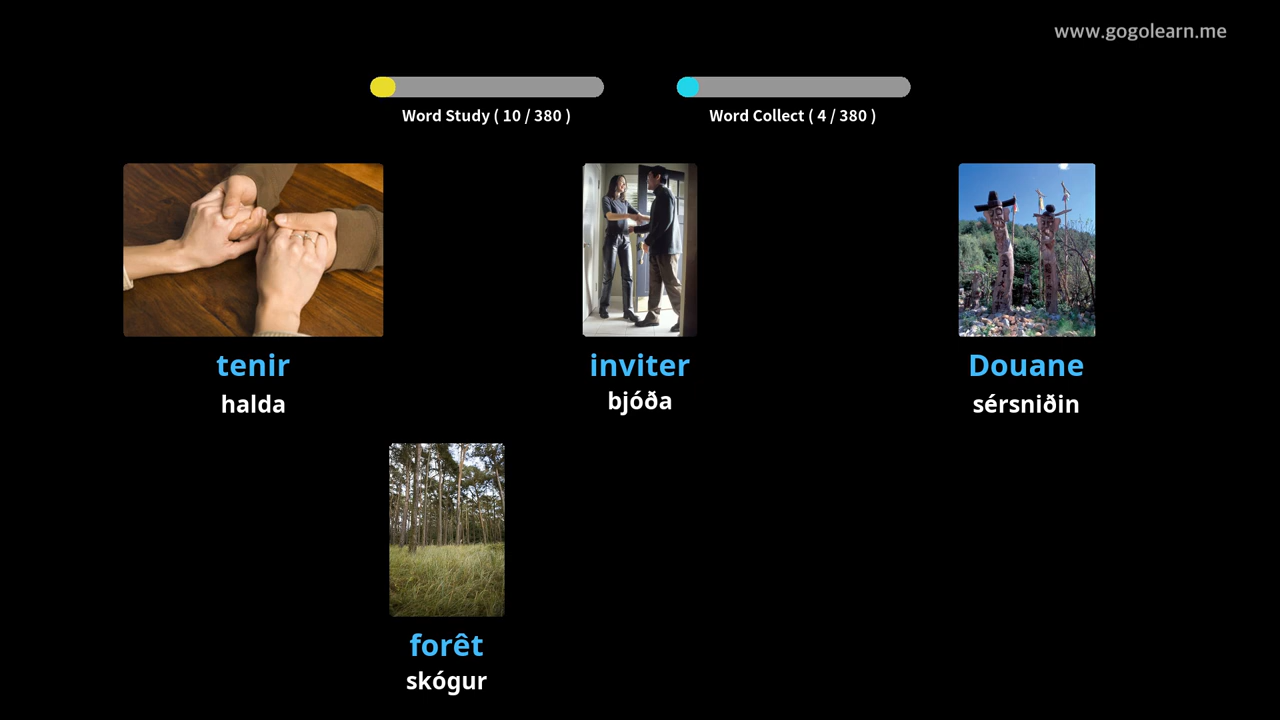 www.gogolearn.me
Word Study ( 10 / 380 )
Word Collect ( 4 / 380 )
tenir
inviter
Douane
halda
bjóða
sérsniðin
forêt
skógur